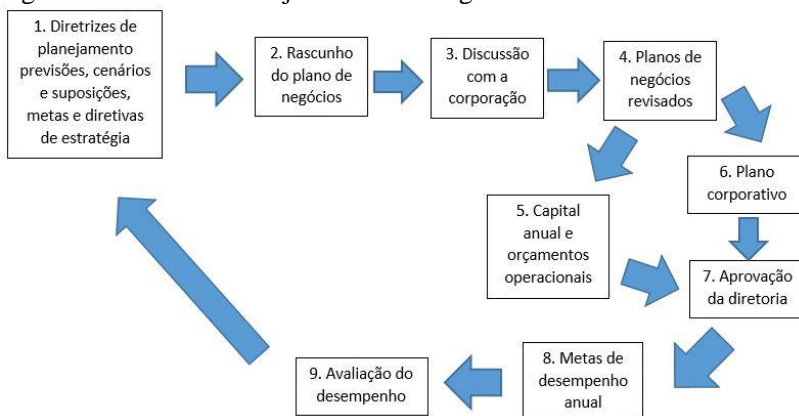 1. Diretrizes de
planejamento
previsões, cenários
e suposições,
metas e diretivas
de estratégia
2. Rascunho
do plano de
negócios
3. Discussão
com a
corporação
4. Planos de
negócios
revisados
5. Capital
anual e
orçamentos
operacionais
6. Plano
corporativo
7. Aprovação
da diretoria
8. Metas de
desempenho
anual
9. Avaliação do
desempenho